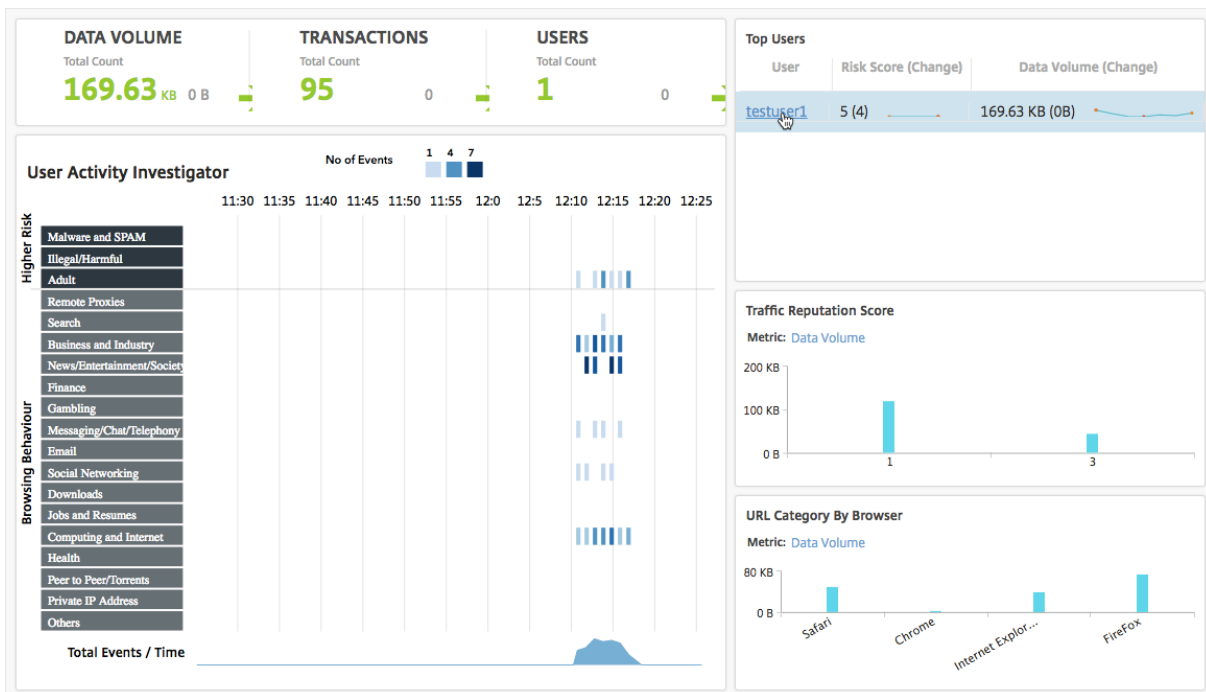 DATA VOLUME
Total Count
169.63 KB 0 B
TRANSACTIONS
Total Count
95 0
USERS
Total Count
1 0
User Activity Investigator
No of Events
1 4 7
11:30 11:35 11:40 11:45 11:50 11:55 12:0 12:5 12:10 12:15 12:20 12:25
Higher Risk
Malware and SPAM
Illegal/Harmful
Adult
Browsing Behaviour
Remote Proxies
Search
Business and Industry
News/Entertainment/Society
Finance
Gambling
Messaging/Chat/Telephony
Email
Social Networking
Downloads
Jobs and Resumes
Computing and Internet
Health
Peer to Peer/Torrents
Private IP Address
Others
Total Events / Time
Top Users
User Risk Score (Change) Data Volume (Change)
testuser1 5 (4) 169.63 KB (0B)
Traffic Reputation Score
Metric: Data Volume
200 KB
100 KB
0 B
1 3
URL Category By Browser
Metric: Data Volume
80 KB
0 B
Safari Chrome Internet Explor... FireFox